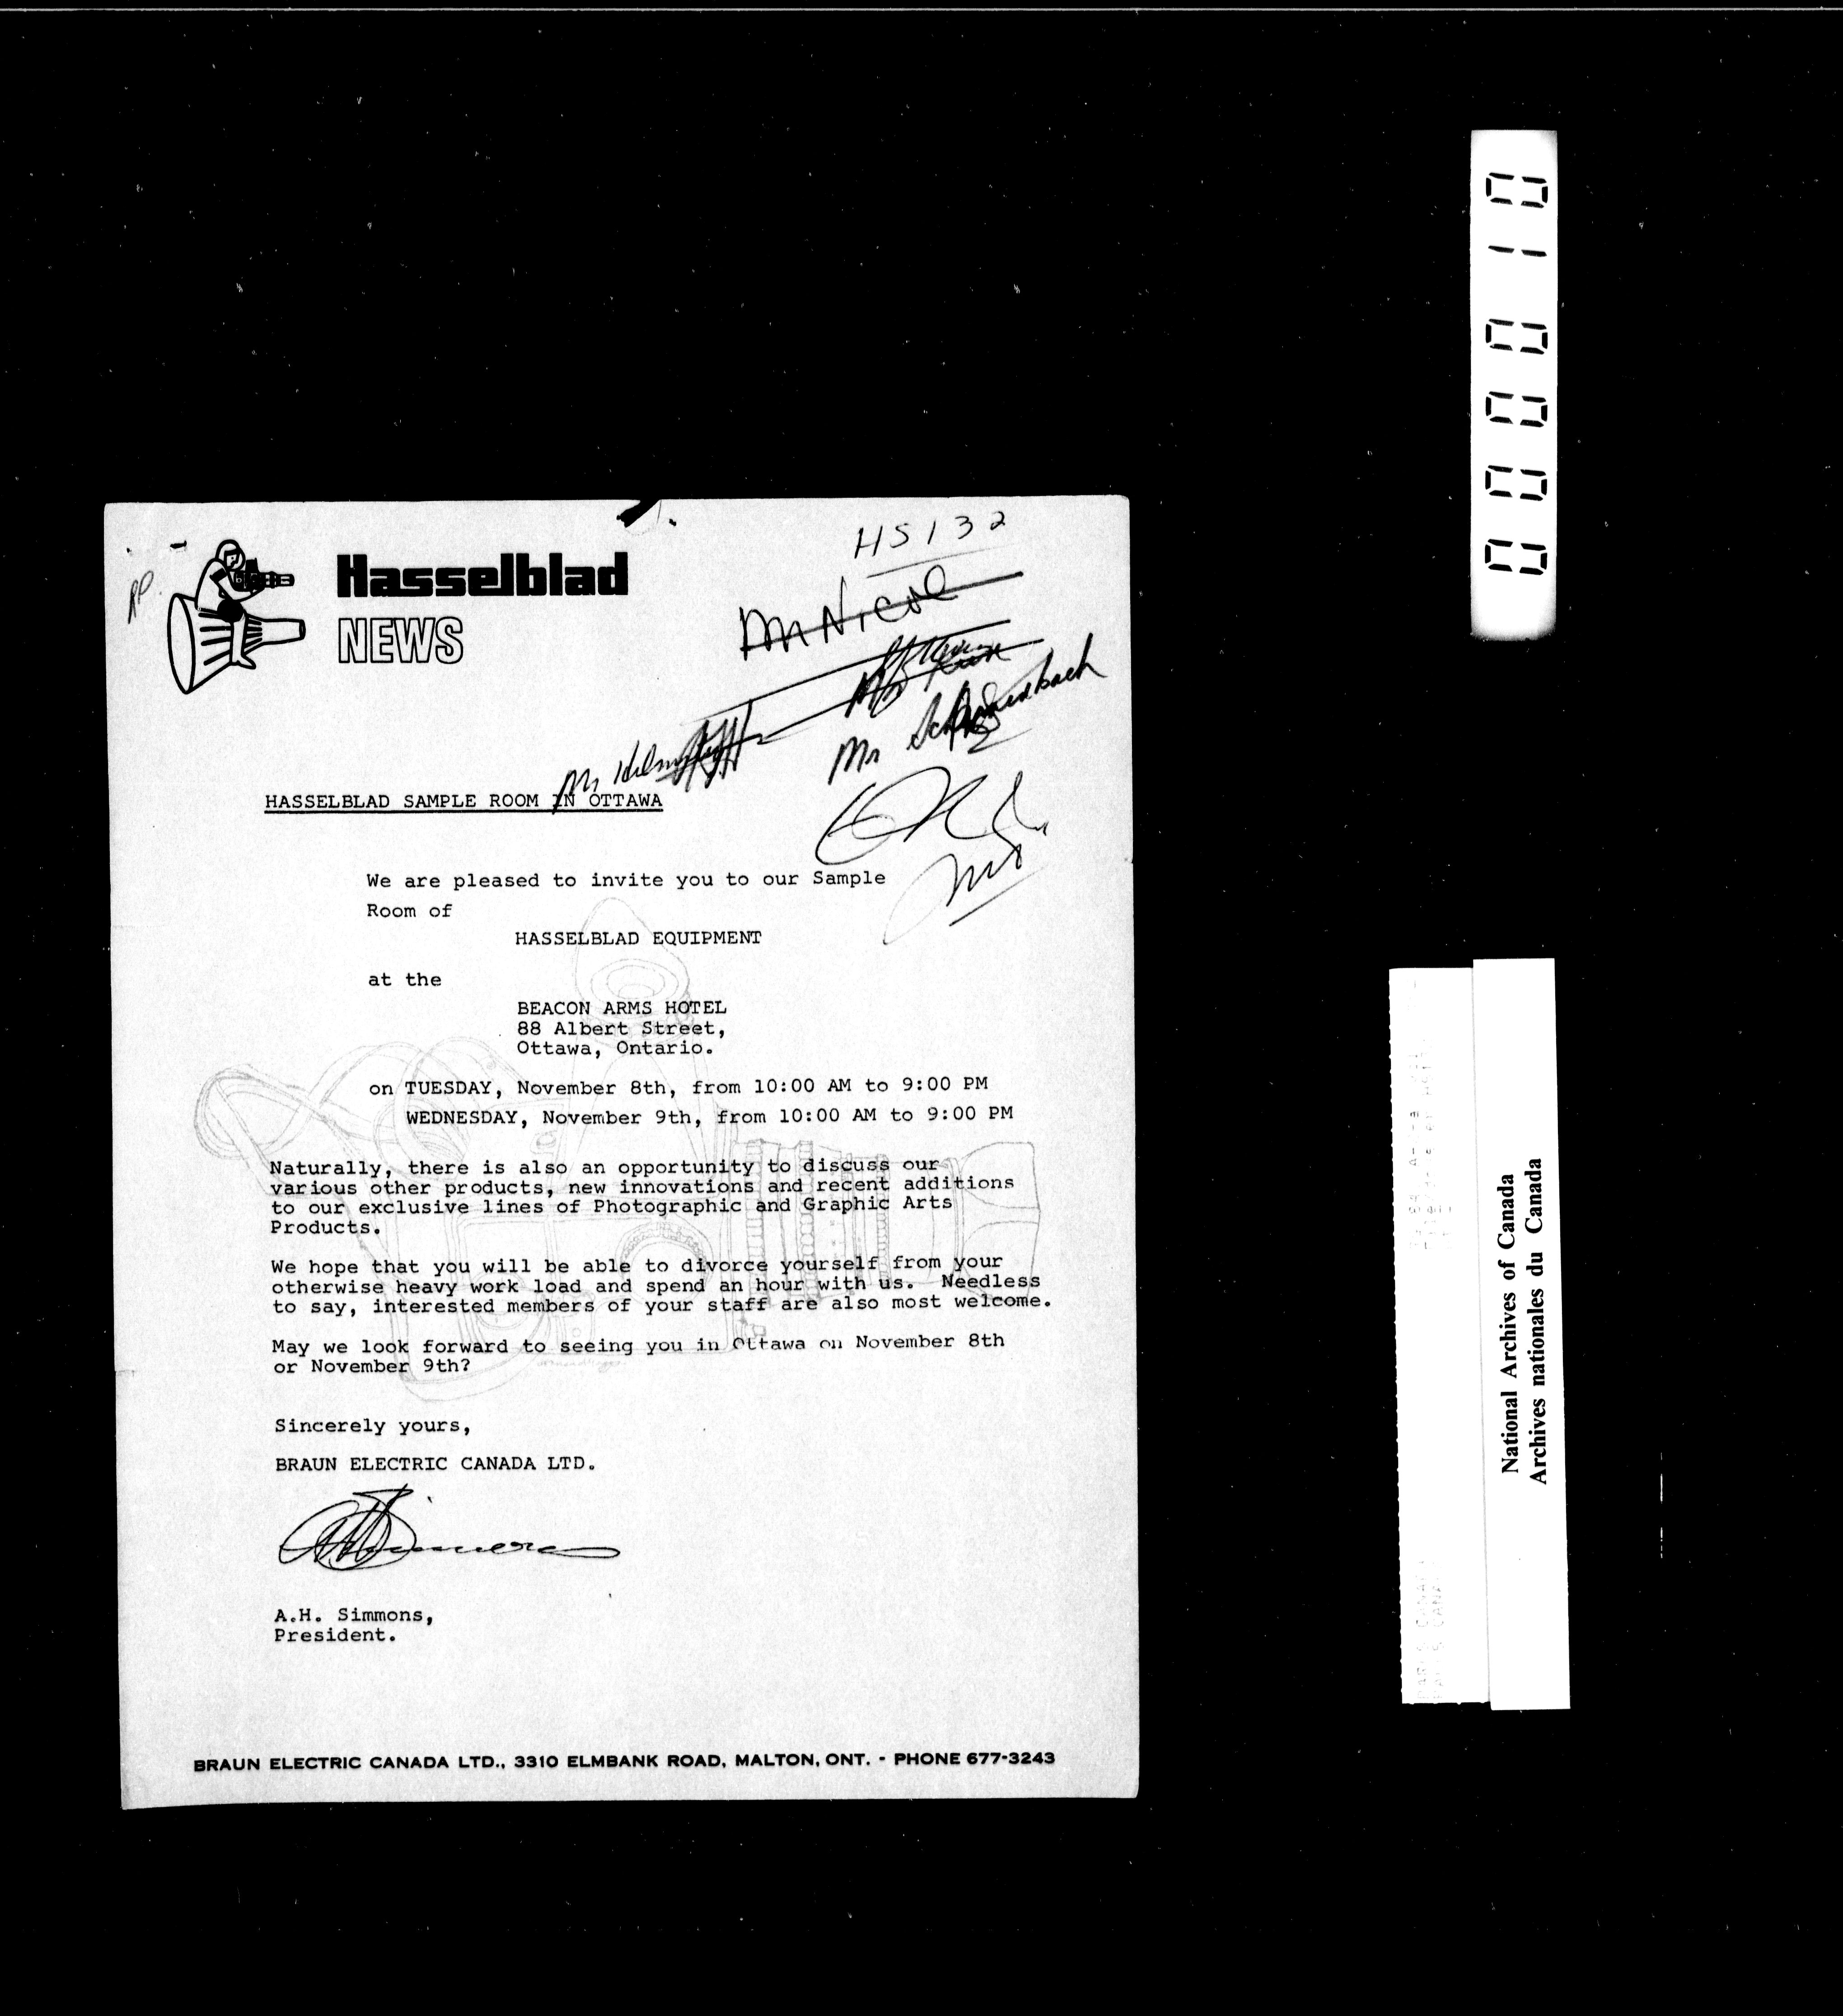 HS132
RP.
Hasselblad
NEWS
Mr Nicol
Mr
Mr
Mr
HASSELBLAD SAMPLE ROOM IN OTTAWA
We are pleased to invite you to our Sample
Room of
HASSELBLAD EQUIPMENT
at the
BEACON ARMS HOTEL
88 Albert Street,
Ottawa, Ontario.
on TUESDAY, November 8th, from 10:00 AM to 9:00 PM
WEDNESDAY, November 9th, from 10:00 AM to 9:00 PM
Naturally, there is also an opportunity to discuss our
various other products, new innovations and recent additions
to our exclusive lines of Photographic and Graphic Arts
Products.
We hope that you will be able to divorce yourself from your
otherwise heavy work load and spend an hour with us. Needless
to say, interested members of your staff are also most welcome.
May we look forward to seeing you in Ottawa on November 8th
or November 9th?
Sincerely yours,
BRAUN ELECTRIC CANADA LTD.
A.H. Simmons,
President.
BRAUN ELECTRIC CANADA LTD., 3310 ELMBANK ROAD, MALTON, ONT. - PHONE 677-3243
000010
National Archives of Canada
Archives nationales du Canada